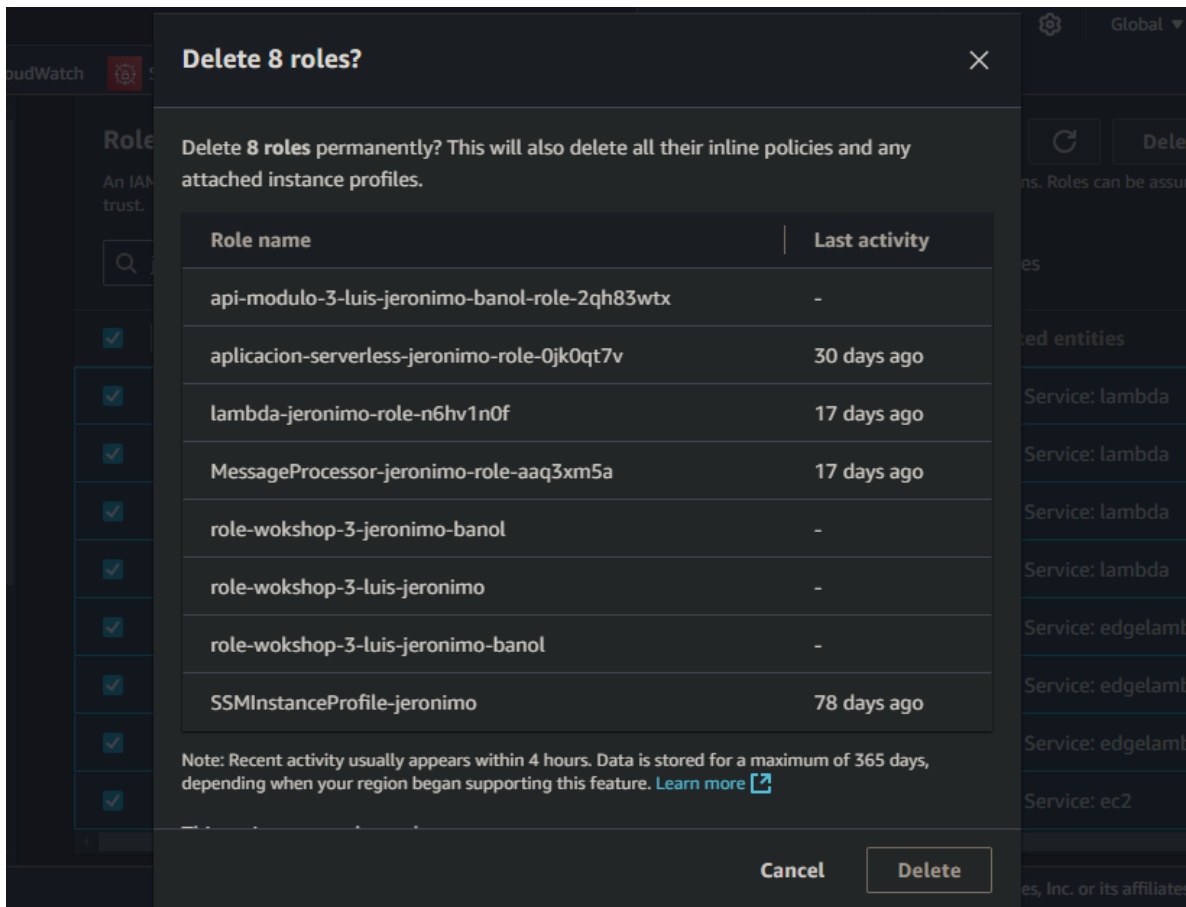 Global
oudWatch
Delete 8 roles?
Role
Dele
An IAM
ns. Roles can be assu
trust.
Delete 8 roles permanently? This will also delete all their inline policies and any
attached instance profiles.
es
Role name Last activity
api-modulo-3-luis-jeronimo-banol-role-2qh83wtx -
ted entities
aplicacion-serverless-jeronimo-role-0jk0qt7v 30 days ago
Service: lambda
lambda-jeronimo-role-n6hv1n0f 17 days ago
Service: lambda
MessageProcessor-jeronimo-role-aaq3xm5a 17 days ago
Service: lambda
role-wokshop-3-jeronimo-banol -
Service: lambda
role-wokshop-3-luis-jeronimo -
Service: edgelamb
role-wokshop-3-luis-jeronimo-banol -
Service: edgelamb
SSMInstanceProfile-jeronimo 78 days ago
Service: edgelamb
Note: Recent activity usually appears within 4 hours. Data is stored for a maximum of 365 days,
depending when your region began supporting this feature. Learn more
Service: ec2
Cancel Delete
es, Inc. or its affiliates